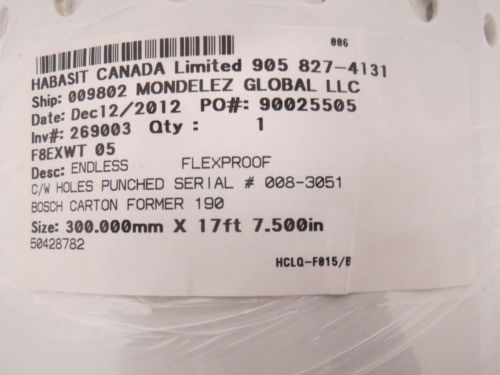 006
HABASIT CANADA Limited 905 827-4131
Ship: 009802 MONDELEZ GLOBAL LLC
Date: Dec12/2012 PO#: 90025505
Inv#: 269003 Qty : 1
F8EXWT 05
Desc: ENDLESS FLEXPROOF
C/W HOLES PUNCHED SERIAL # 008-3051
BOSCH CARTON FORMER 190
Size: 300.000mm X 17ft 7.500in
50428782
HCLQ-F015/B